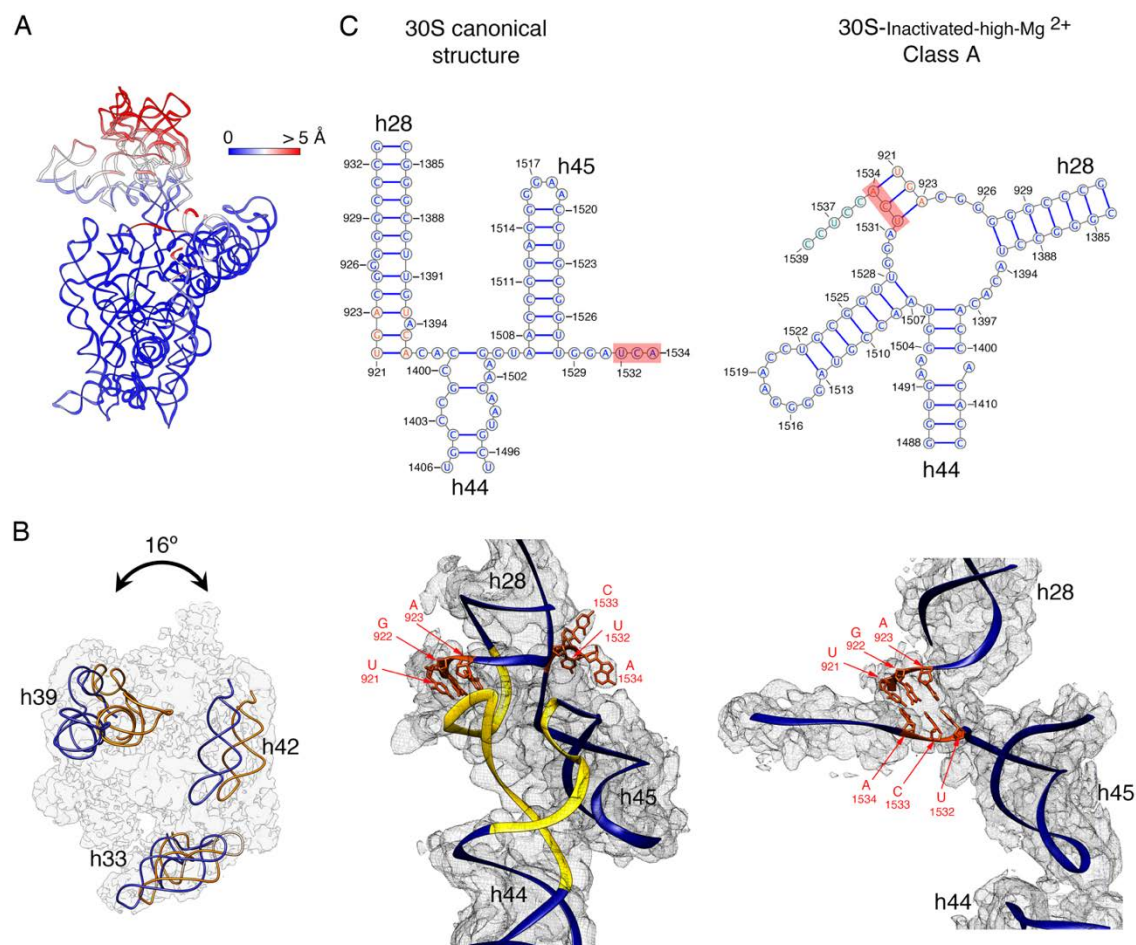 A
0
> 5 Å
C
30S canonical
structure
h28
932
1385
929
1388
926
1391
923
1394
921
1400
1403
1406
h44
1496
1502
h45
1517
1520
1514
1523
1511
1526
1508
1529
1532
1534
A C A C G G U A A U G G A U C A
30S-Inactivated-high-Mg 2+
Class A
h28
921
1534
923
926
929
1537
1531
1539
1385
1388
1394
1528
1525
1522
1507
1397
1519
1510
1504
1400
1513
1491
1410
1516
1488
h44
B
16º
h39
h42
h33
h28
A
923
G
922
U
921
C
1533
U
1532
A
1534
h45
h44
h28
A
923
G
922
U
921
A
1534
C
1533
U
1532
h45
h44